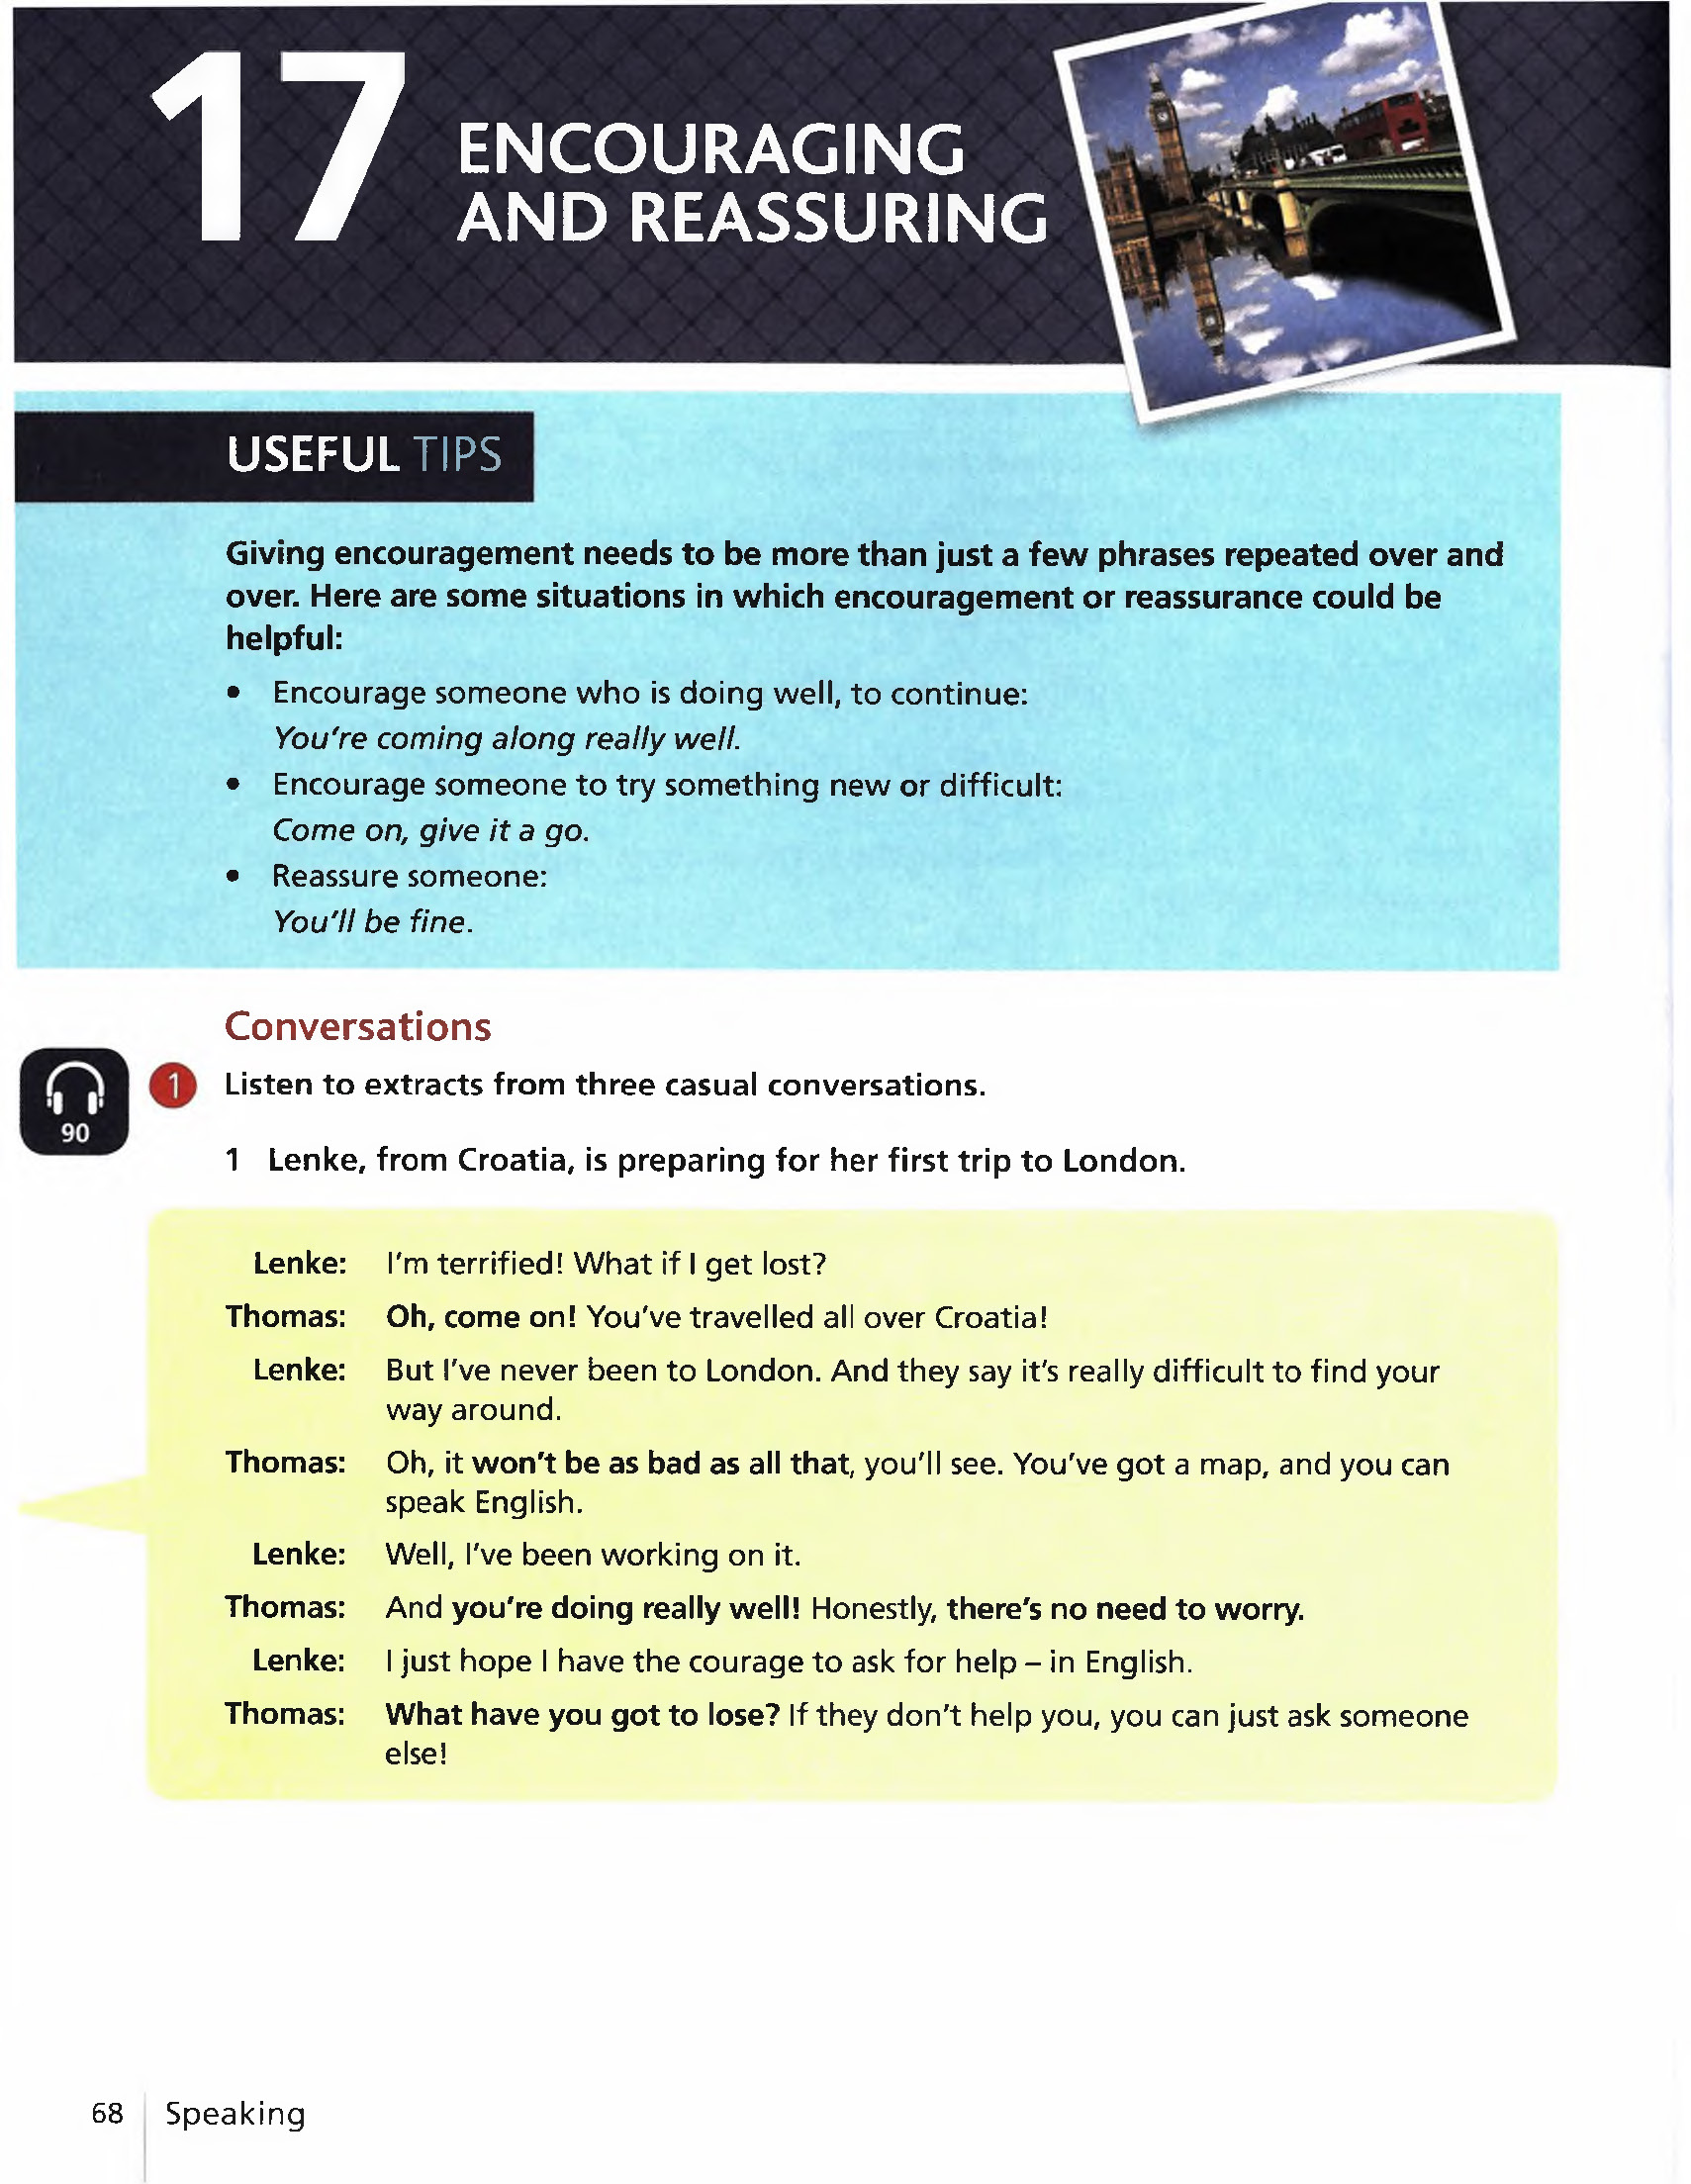 17
ENCOURAGING
AND REASSURING
USEFUL TIPS
Giving encouragement needs to be more than just a few phrases repeated over and
over. Here are some situations in which encouragement or reassurance could be
helpful:
• Encourage someone who is doing well, to continue:
You're coming along really well.
• Encourage someone to try something new or difficult:
Come on, give it a go.
• Reassure someone:
You'll be fine.
Conversations
90
1 Listen to extracts from three casual conversations.
1 Lenke, from Croatia, is preparing for her first trip to London.
Lenke: I'm terrified! What if I get lost?
Thomas: Oh, come on! You've travelled all over Croatia!
Lenke: But I've never been to London. And they say it's really difficult to find your
way around.
Thomas: Oh, it won't be as bad as all that, you'll see. You've got a map, and you can
speak English.
Lenke: Well, I've been working on it.
Thomas: And you're doing really well! Honestly, there's no need to worry.
Lenke: I just hope I have the courage to ask for help – in English.
Thomas: What have you got to lose? If they don't help you, you can just ask someone
else!
68 Speaking